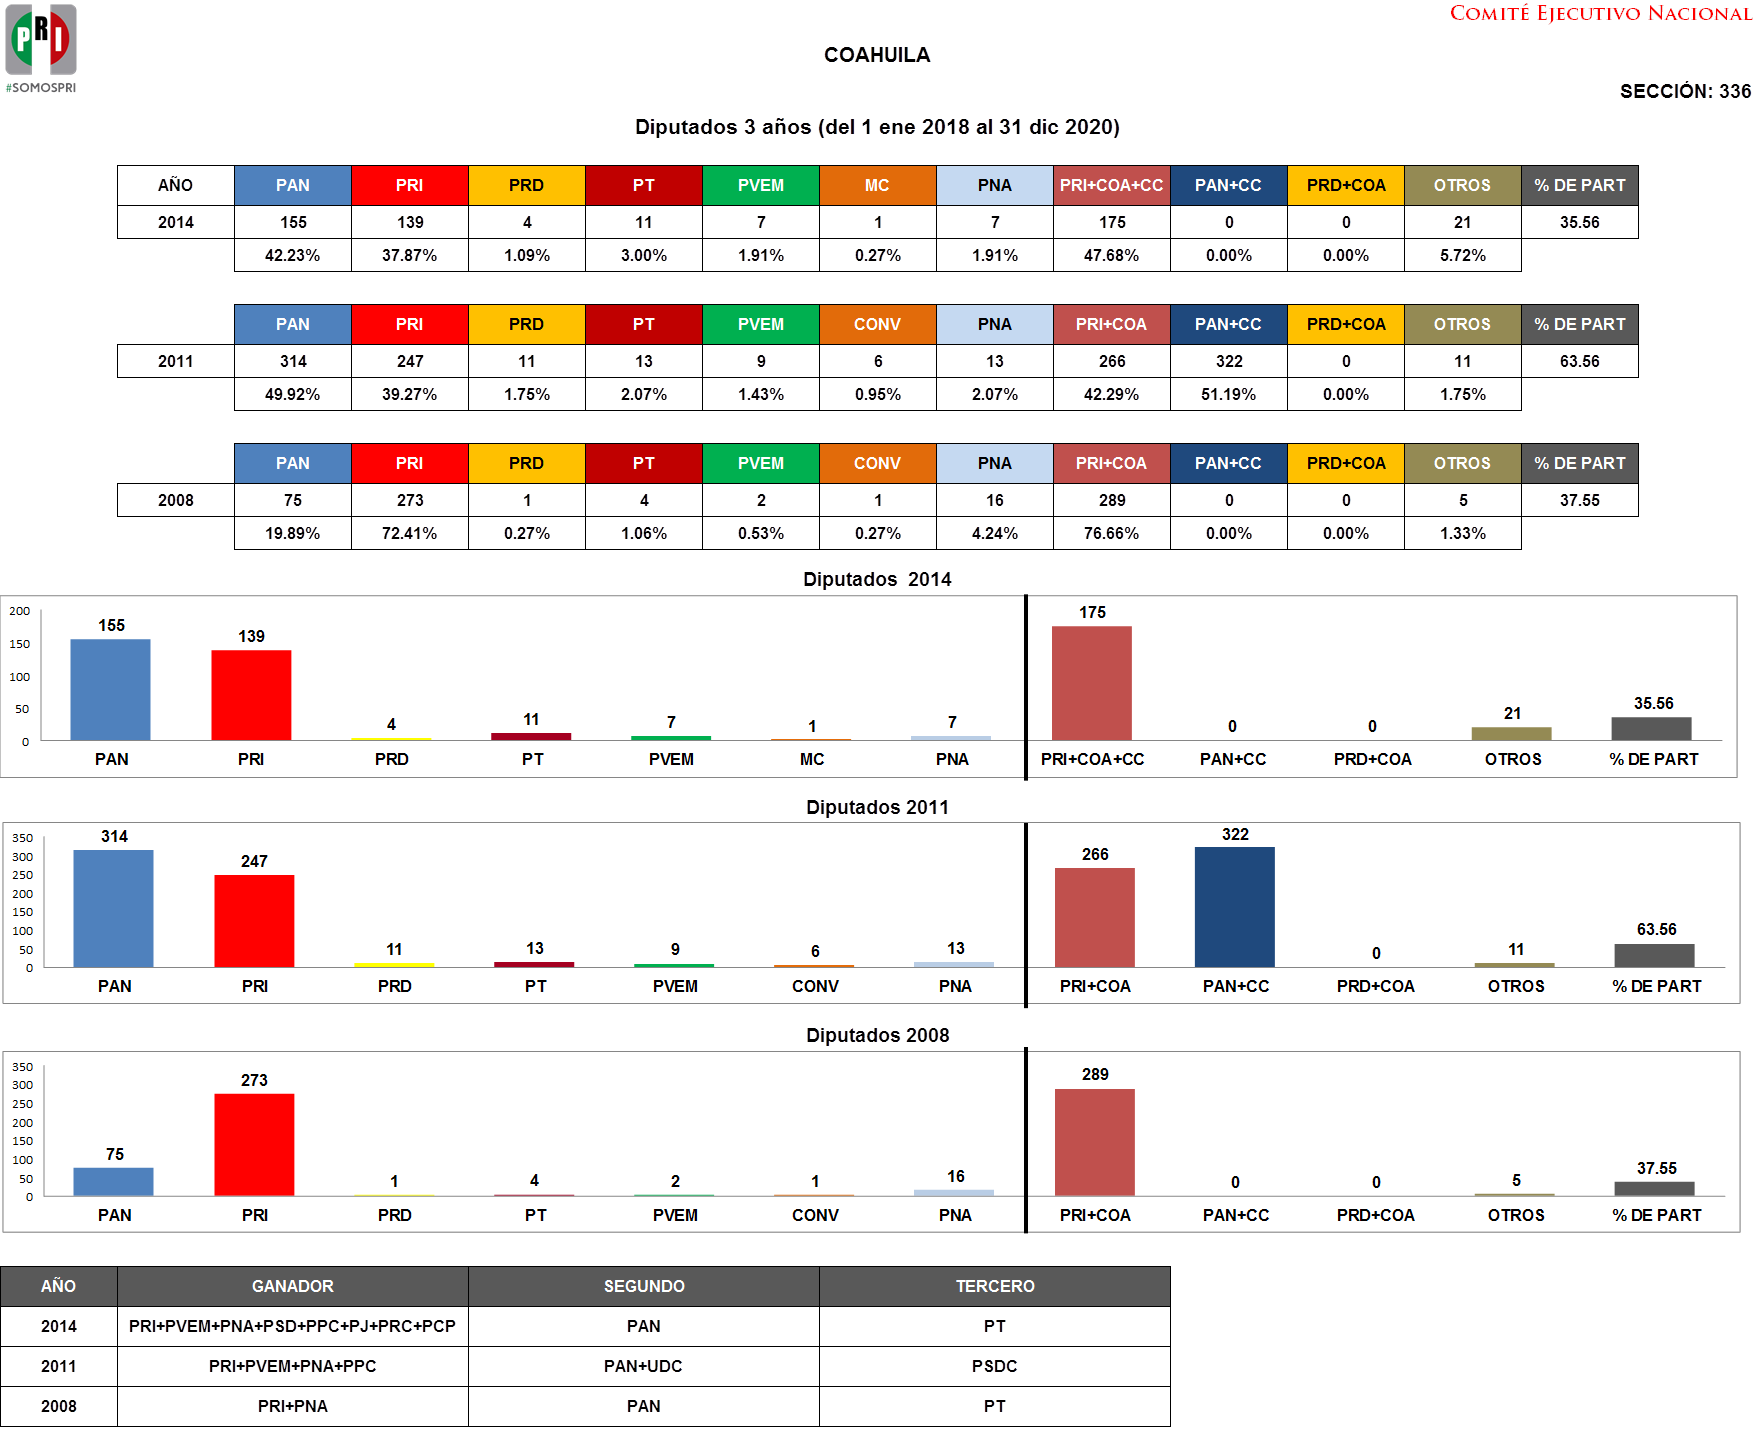 PRI
#SOMOSPRI
COMITÉ EJECUTIVO NACIONAL
COAHUILA
SECCIÓN: 336
Diputados 3 años (del 1 ene 2018 al 31 dic 2020)
AÑO PAN PRI PRD PT PVEM MC PNA PRI+COA+CC PAN+CC PRD+COA OTROS % DE PART
2014 155 139 4 11 7 1 7 175 0 0 21 35.56
42.23% 37.87% 1.09% 3.00% 1.91% 0.27% 1.91% 47.68% 0.00% 0.00% 5.72%
PAN PRI PRD PT PVEM CONV PNA PRI+COA PAN+CC PRD+COA OTROS % DE PART
2011 314 247 11 13 9 6 13 266 322 0 11 63.56
49.92% 39.27% 1.75% 2.07% 1.43% 0.95% 2.07% 42.29% 51.19% 0.00% 1.75%
PAN PRI PRD PT PVEM CONV PNA PRI+COA PAN+CC PRD+COA OTROS % DE PART
2008 75 273 1 4 2 1 16 289 0 0 5 37.55
19.89% 72.41% 0.27% 1.06% 0.53% 0.27% 4.24% 76.66% 0.00% 0.00% 1.33%
Diputados 2014
200
150
100
50
0
155 139 4 11 7 1 7 175 0 0 21 35.56
PAN PRI PRD PT PVEM MC PNA PRI+COA+CC PAN+CC PRD+COA OTROS % DE PART
Diputados 2011
350
300
250
200
150
100
50
0
314 247 11 13 9 6 13 266 322 0 11 63.56
PAN PRI PRD PT PVEM CONV PNA PRI+COA PAN+CC PRD+COA OTROS % DE PART
Diputados 2008
350
300
250
200
150
100
50
0
75 273 1 4 2 1 16 289 0 0 5 37.55
PAN PRI PRD PT PVEM CONV PNA PRI+COA PAN+CC PRD+COA OTROS % DE PART
AÑO GANADOR SEGUNDO TERCERO
2014 PRI+PVEM+PNA+PSD+PPC+PJ+PRC+PCP PAN PT
2011 PRI+PVEM+PNA+PPC PAN+UDC PSDC
2008 PRI+PNA PAN PT